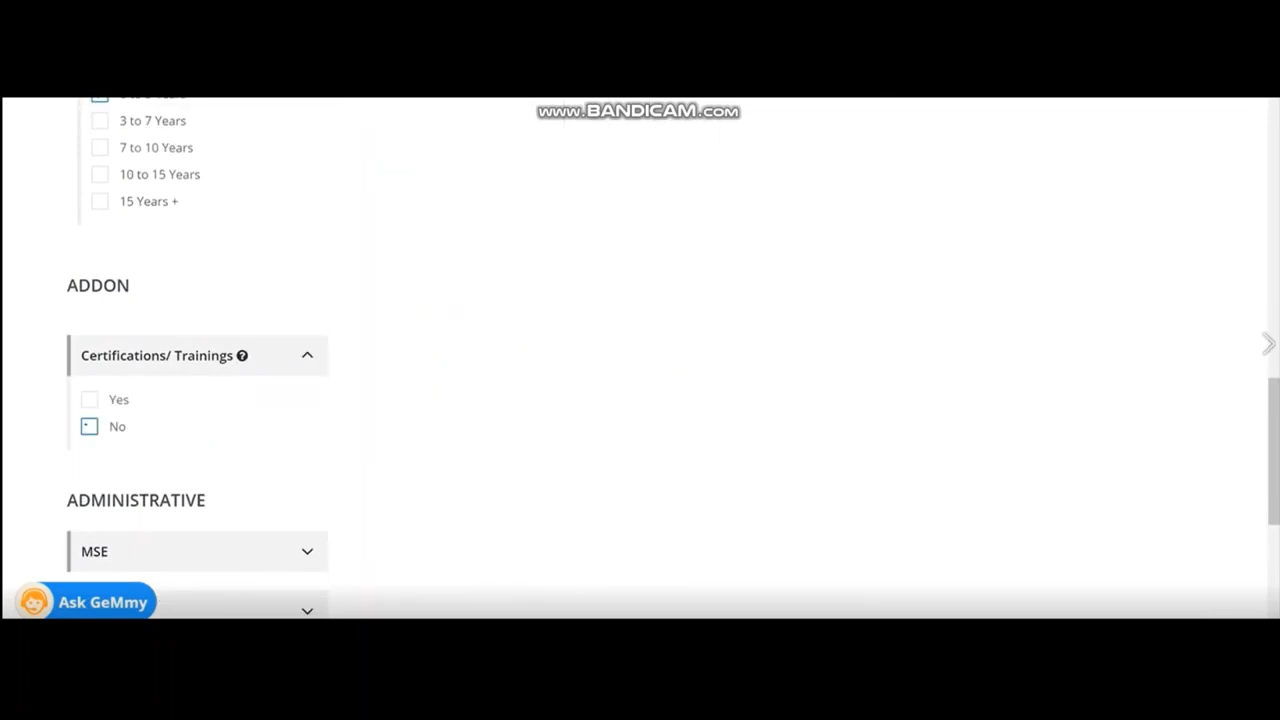 www.BANDICAM.com
3 to 7 Years
7 to 10 Years
10 to 15 Years
15 Years +
ADDON
Certifications/ Trainings ?
Yes
No
ADMINISTRATIVE
MSE
Ask GeMmy